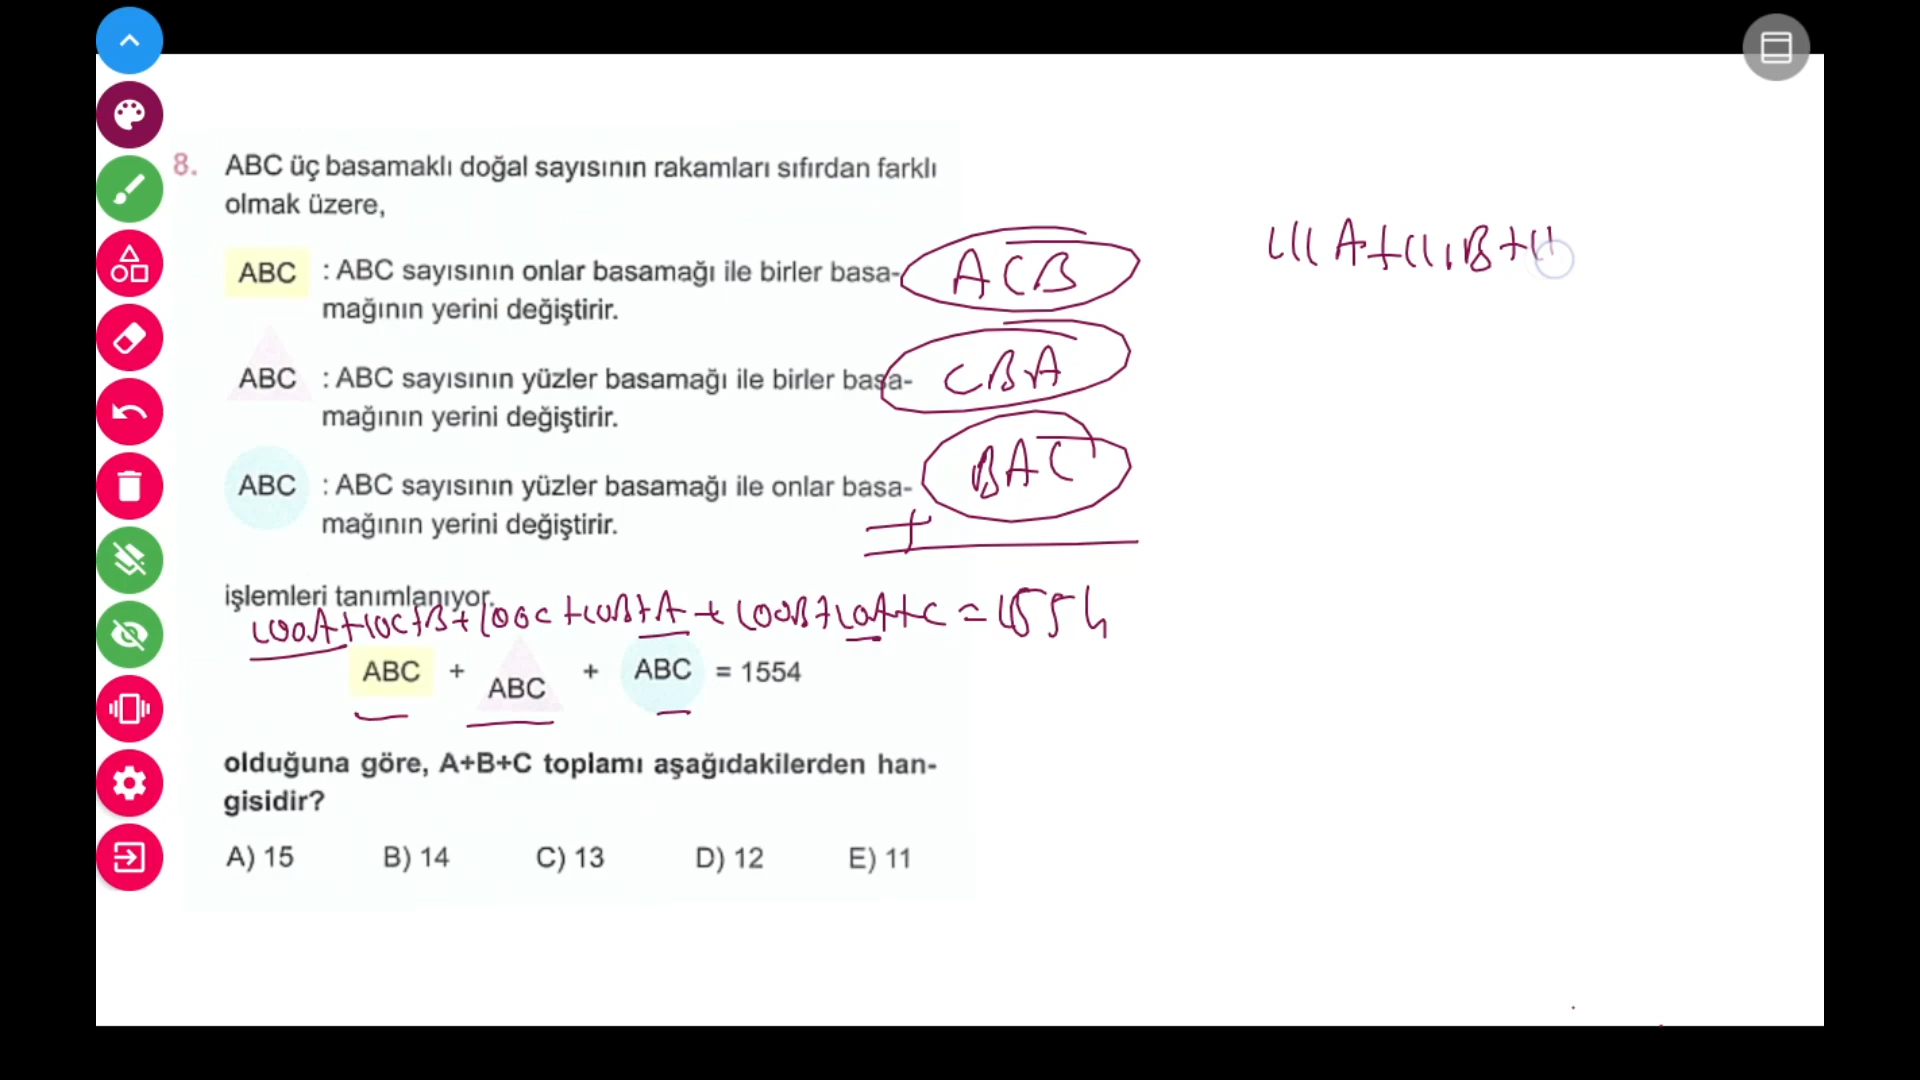 8. ABC üç basamaklı doğal sayısının rakamları sıfırdan farklı
olmak üzere,
ABC : ABC sayısının onlar basamağı ile birler basa-
mağının yerini değiştirir.
ACB
111A+111B+11
ABC : ABC sayısının yüzler basamağı ile birler basa-
mağının yerini değiştirir.
CBA
ABC : ABC sayısının yüzler basamağı ile onlar basa-
mağının yerini değiştirir.
BAC
+
işlemleri tanımlanıyor.
100A+10C+B+100C+10B+A+100B+10A+C=1554
ABC + ABC + ABC = 1554
olduğuna göre, A+B+C toplamı aşağıdakilerden han-
gisidir?
A) 15 B) 14 C) 13 D) 12 E) 11